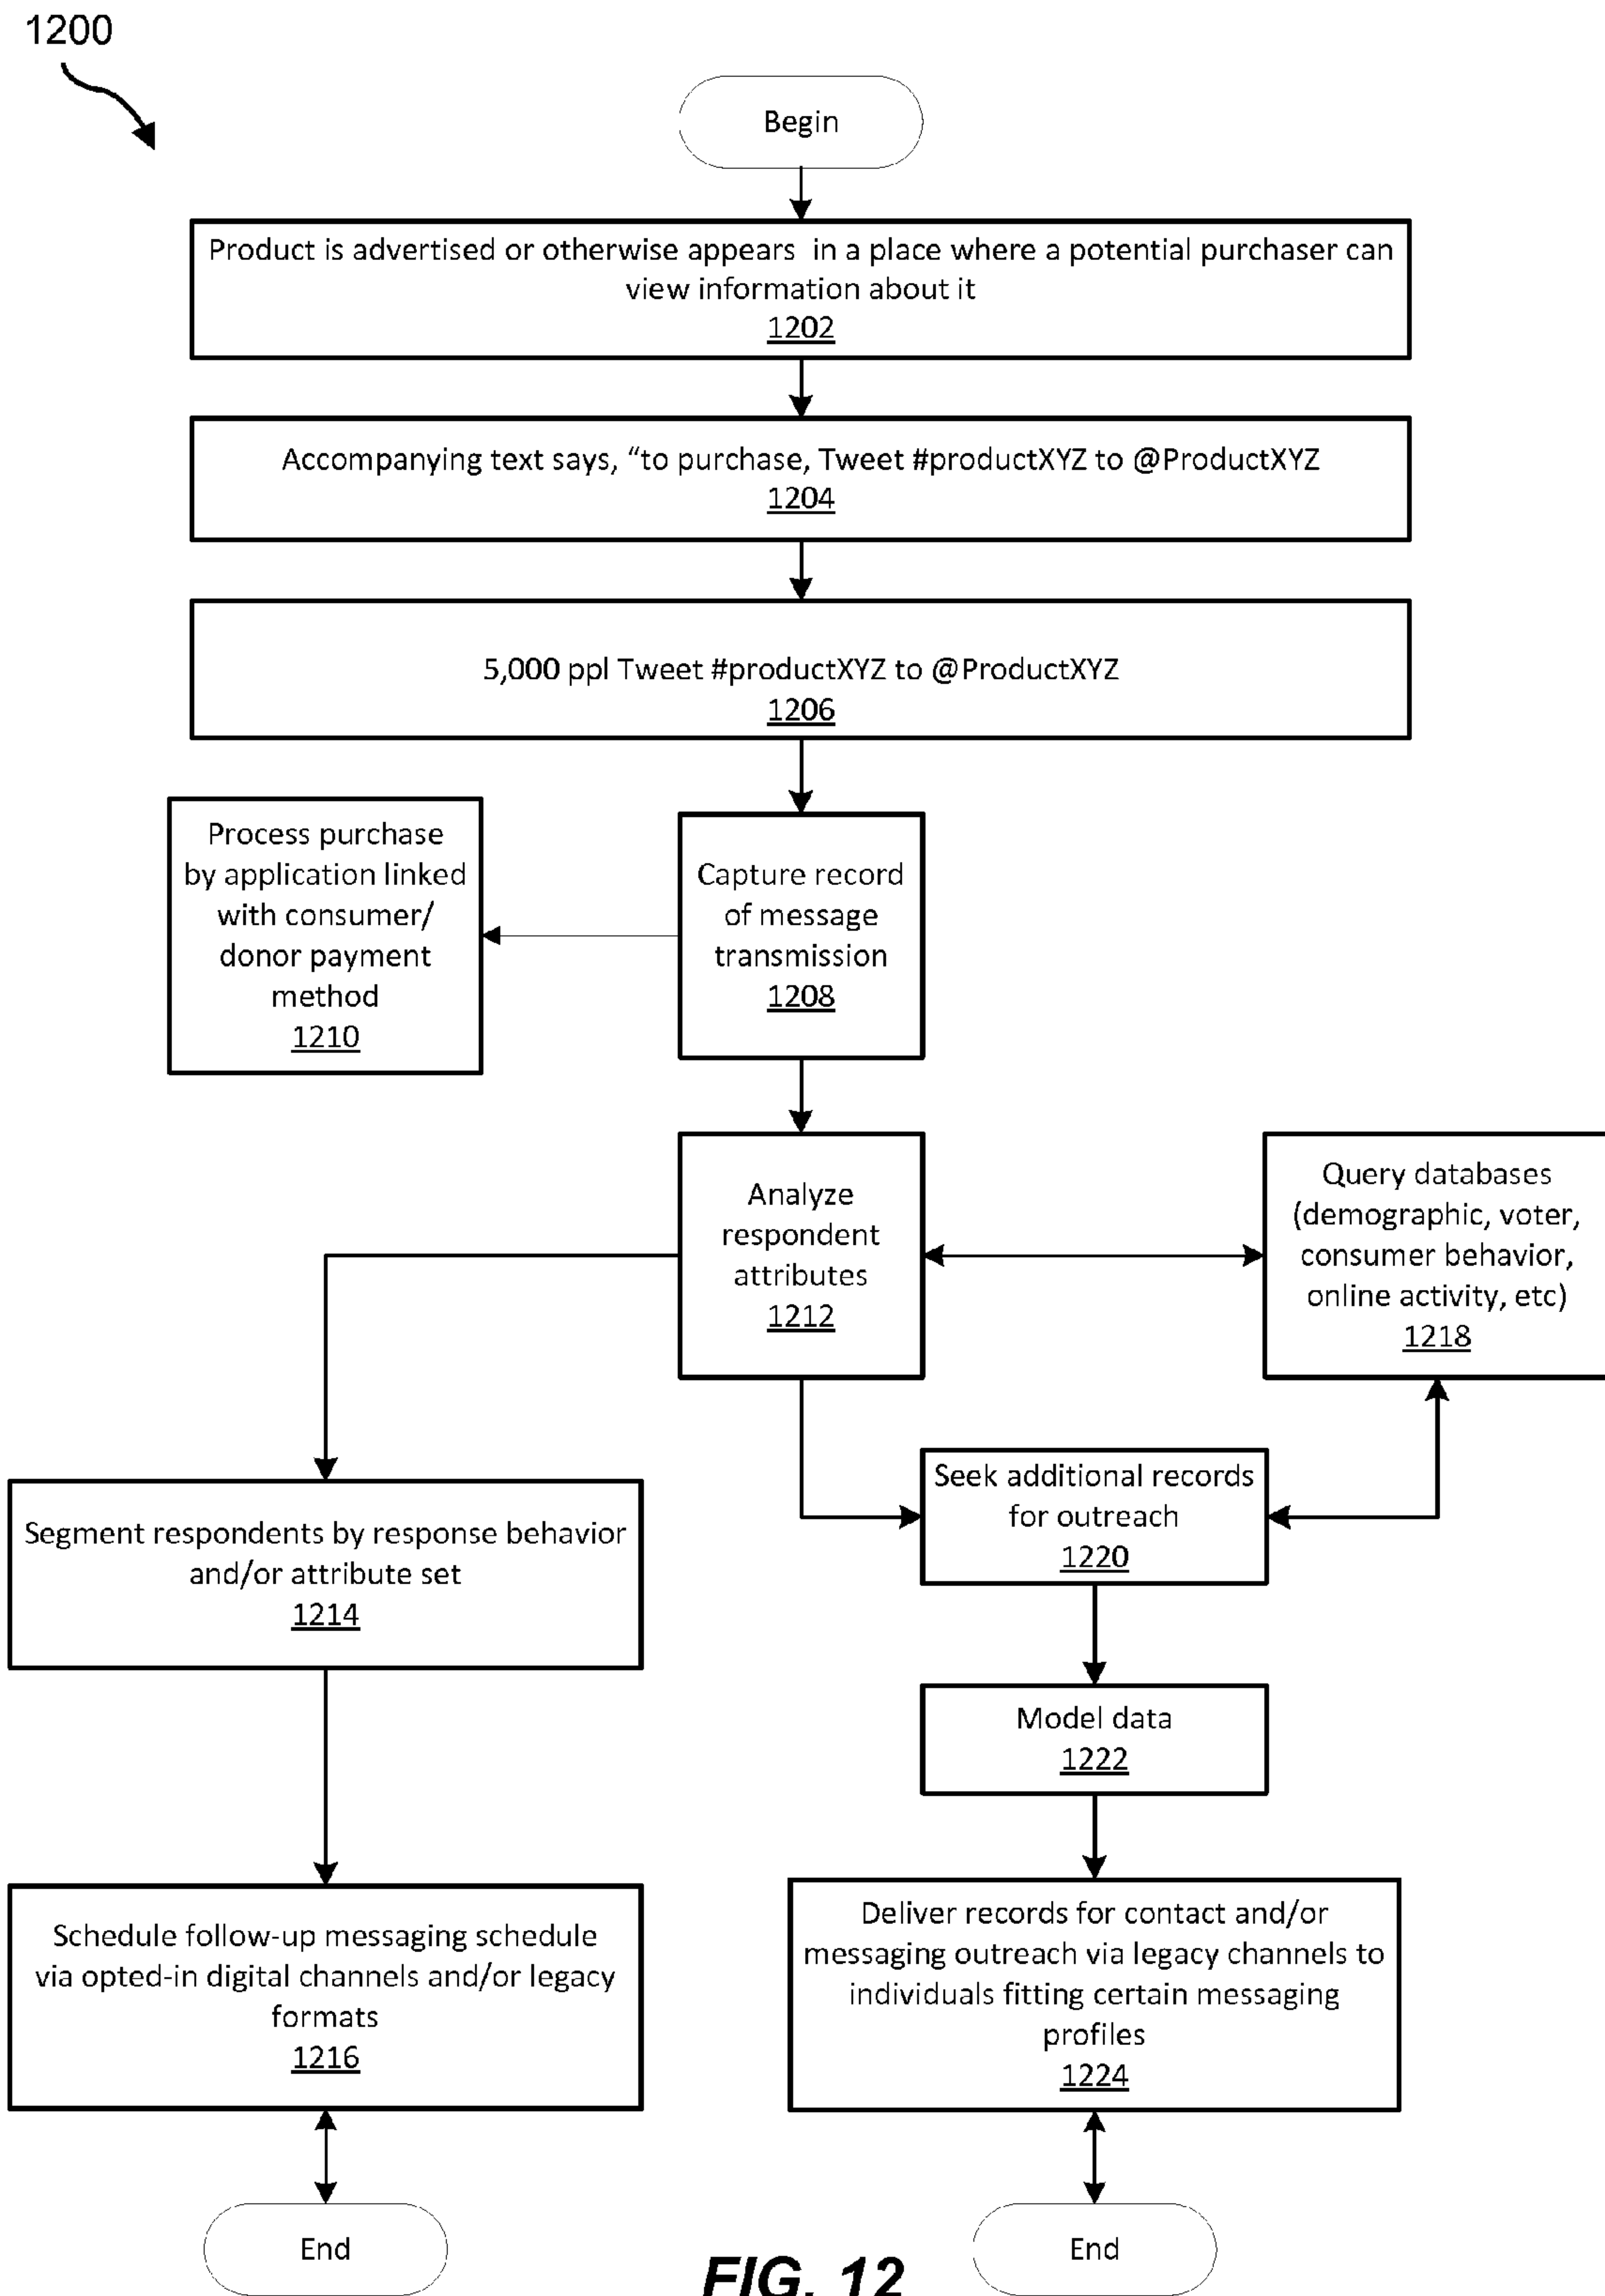 1200
Begin
Product is advertised or otherwise appears in a place where a potential purchaser can
view information about it
1202
Accompanying text says, “to purchase, Tweet #productXYZ to @ProductXYZ
1204
5,000 ppl Tweet #productXYZ to @ProductXYZ
1206
Process purchase
by application linked
with consumer/
donor payment
method
1210
Capture record
of message
transmission
1208
Analyze
respondent
attributes
1212
Query databases
(demographic, voter,
consumer behavior,
online activity, etc)
1218
Seek additional records
for outreach
1220
Segment respondents by response behavior
and/or attribute set
1214
Model data
1222
Schedule follow-up messaging schedule
via opted-in digital channels and/or legacy
formats
1216
Deliver records for contact and/or
messaging outreach via legacy channels to
individuals fitting certain messaging
profiles
1224
End
End
FIG. 12